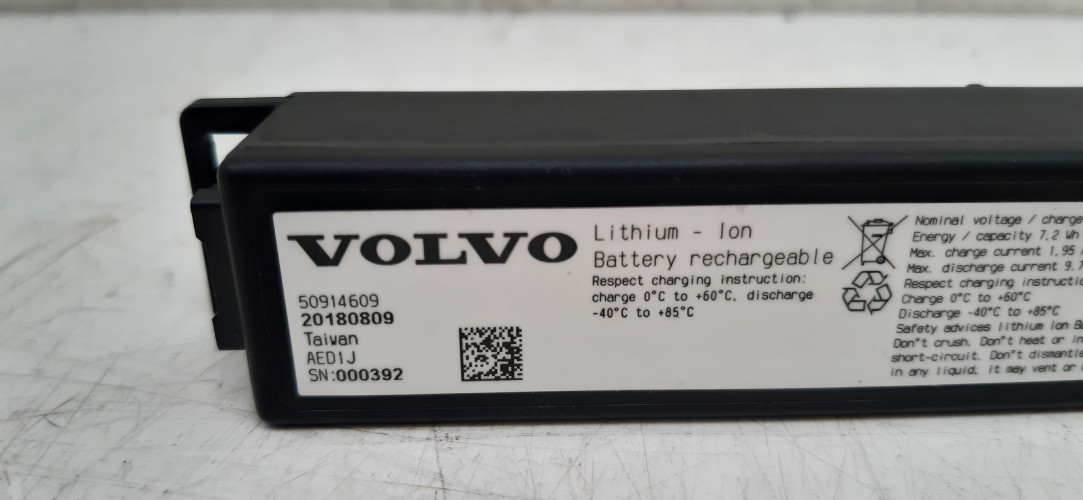 VOLVO
50914609
20180809
Taiwan
AED1J
SN:000392
Lithium - Ion
Battery rechargeable
Respect charging instruction:
charge 0°C to +60°C, discharge
-40°C to +85°C
Nominal voltage / charge
Energy / capacity 7,2 Wh
Max. charge current 1,95
Max. discharge current 9,7
Respect charging
Charge 0°C to +60°C
Discharge -40°C to +85°C
Safety advices lithium Ion
Don"t crush. Don"t heat or
short-circuit. Don"t
in any liquid, it may vent or